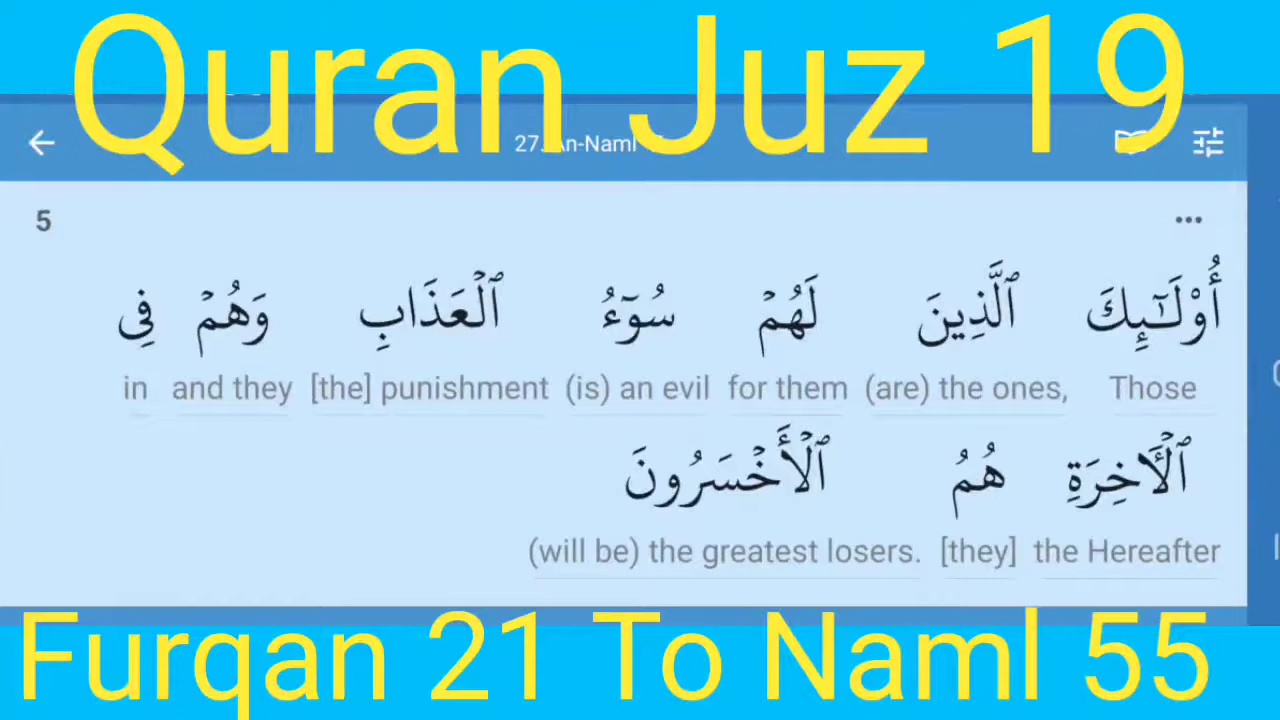 Quran Juz 19
27. An-Naml
5
أُوْلَـٰٓئِكَ ٱلَّذِينَ لَهُمۡ سُوٓءُ ٱلۡعَذَابِ وَهُمۡ فِى
Those (are) the ones, for them (is) an evil [the] punishment and they in
ٱلۡأَٓخِرَةِ هُمُ ٱلۡأَخۡسَرُونَ
the Hereafter [they] (will be) the greatest losers.
Furqan 21 To Naml 55